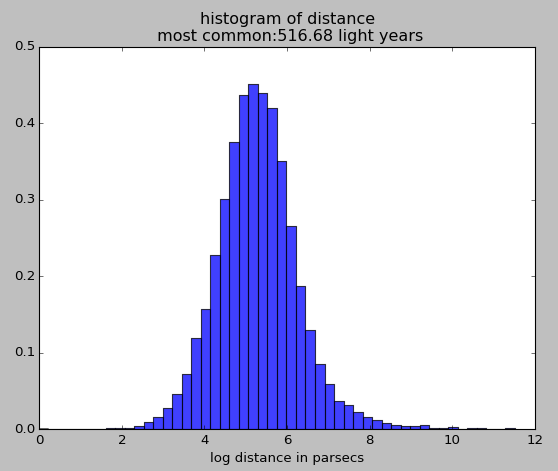 histogram of distance
most common:516.68 light years
0.5
0.4
0.3
0.2
0.1
0.0
0 2 4 6 8 10 12
log distance in parsecs